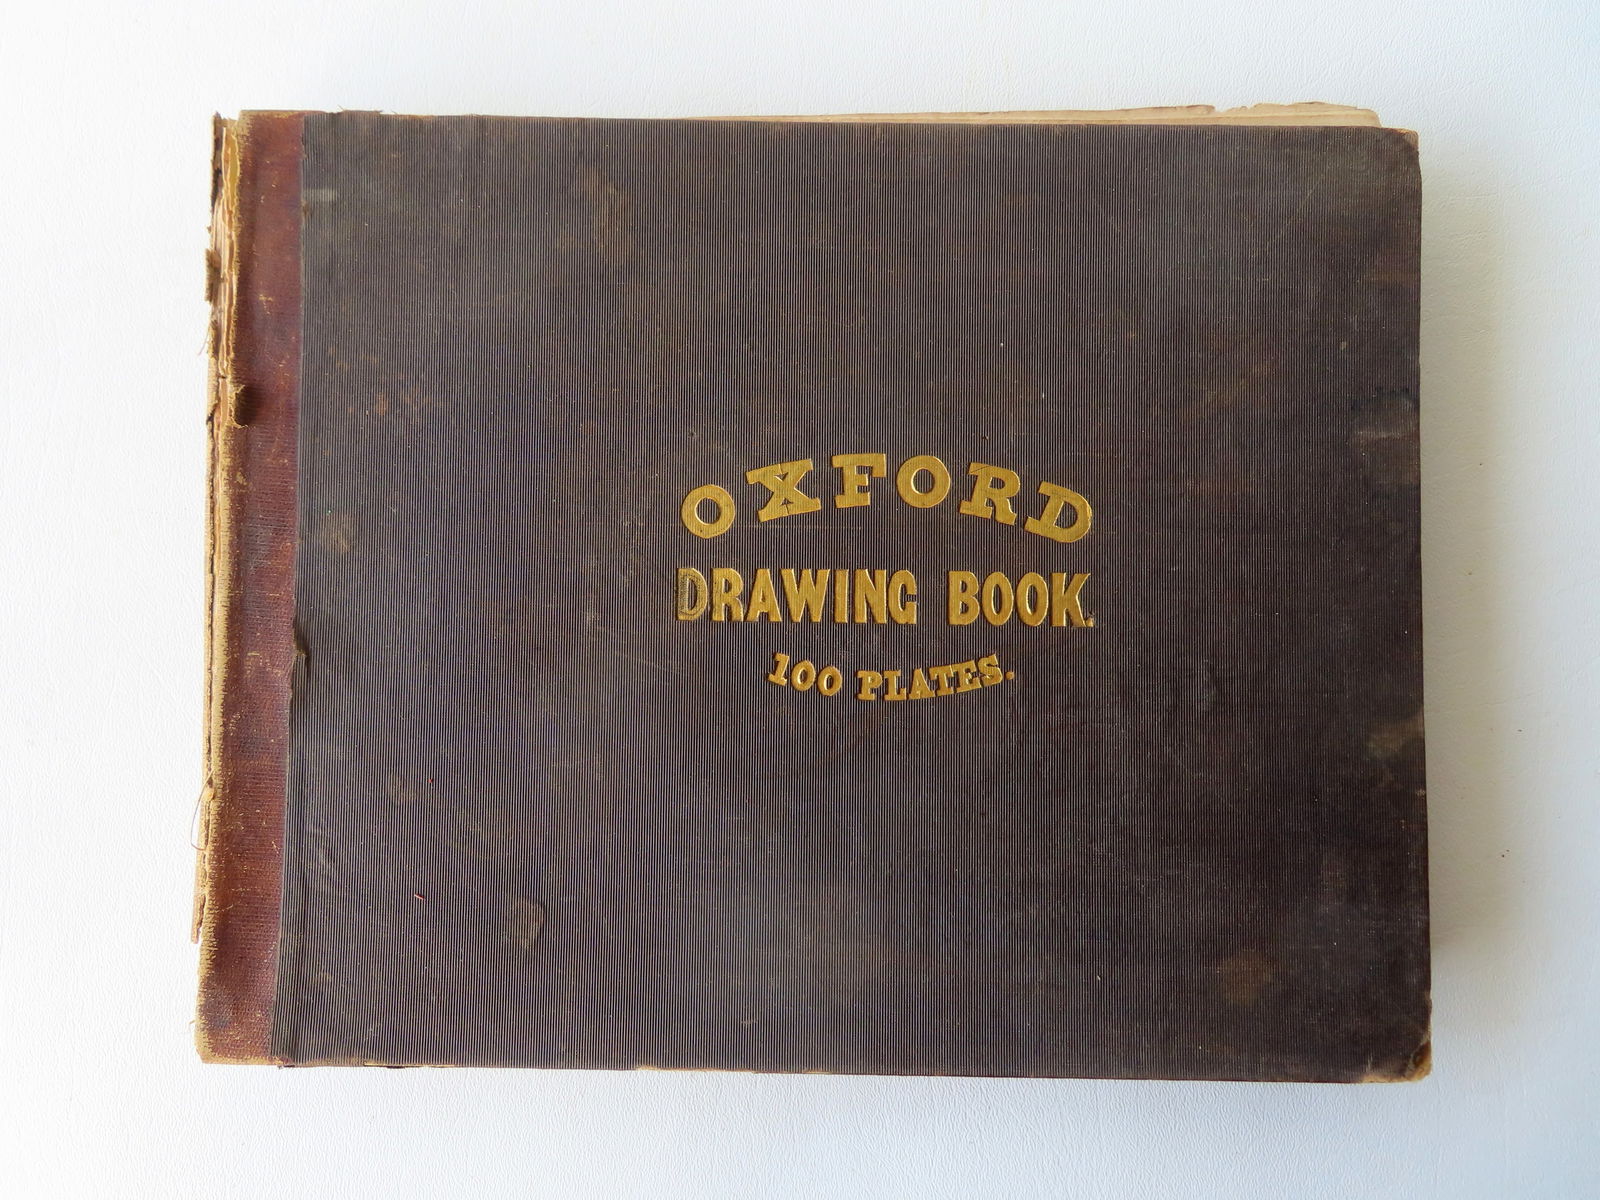 OXFORD
DRAWING BOOK.
100 PLATES.